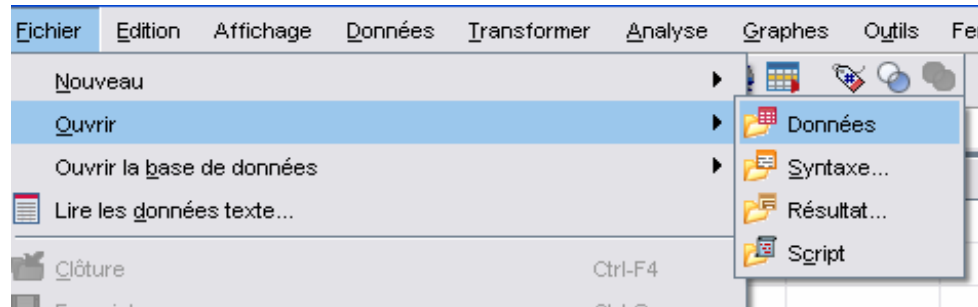 Fichier Edition Affichage Données Transformer Analyse Graphes Outils
Nouveau
Ouvrir
Données
Ouvrir la base de données
Syntaxe...
Lire les données texte...
Résultat...
Script
Clôture Ctrl-F4